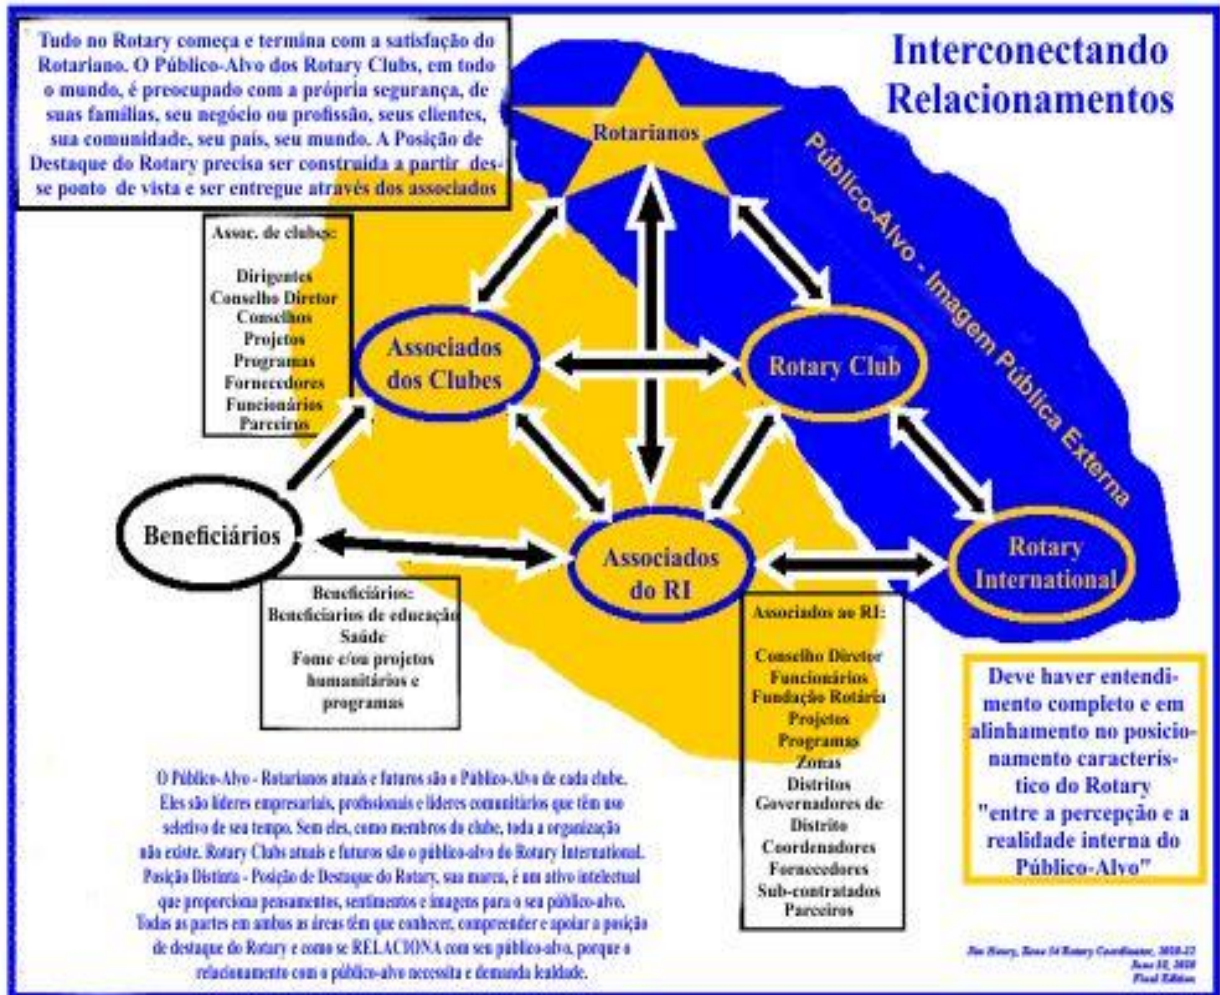 Tudo no Rotary começa e termina com a satisfação do
Rotariano. O Público-Alvo dos Rotary Clubs, em todo
o mundo, é preocupado com a própria segurança, de
suas famílias, seu negócio ou profissão, seus clientes,
sua comunidade, seu país, seu mundo. A Posição de
Destaque do Rotary precisa ser construída a partir des-
se ponto de vista e ser entregue através dos associados
Interconectando
Relacionamentos
Rotarianos
Público-Alvo - Imagem Pública Externa
Assoc. de clubes:
Dirigentes
Conselho Diretor
Conselhos
Projetos
Programas
Fornecedores
Funcionários
Parceiros
Associados
dos Clubes
Rotary Club
Beneficiários
Associados
do RI
Rotary
International
Beneficiários:
Beneficiarios de educação
Saúde
Fome e/ou projetos
humanitários e
programas
Associados ao RI:
Conselho Diretor
Funcionários
Fundação Rotária
Projetos
Programas
Zonas
Distritos
Governadores de
Distrito
Coordenadores
Fornecedores
Sub-contratados
Parceiros
Deve haver entendi-
mento completo e em
alinhamento no posicio-
namento caracterís-
tico do Rotary
"entre a percepção e a
realidade interna do
Público-Alvo"
O Público-Alvo - Rotarianos atuais e futuros são o Público-Alvo de cada clube.
Eles são líderes empresariais, profissionais e líderes comunitários que têm uso
seletivo de seu tempo. Sem eles, como membros do clube, toda a organização
não existe. Rotary Clubs atuais e futuros são o público-alvo do Rotary International.
Posição Distinta - Posição de Destaque do Rotary, sua marca, é um ativo intelectual
que proporciona pensamentos, sentimentos e imagens para o seu público-alvo.
Todas as partes em ambos as áreas têm que conhecer, compreender e apoiar a posição
de destaque do Rotary e como se RELACIONA com seu público-alvo, porque o
relacionamento com o público-alvo necessita e demanda lealdade.
Henry, Zone 34 Rotary Coordinator,
June
Final Edition